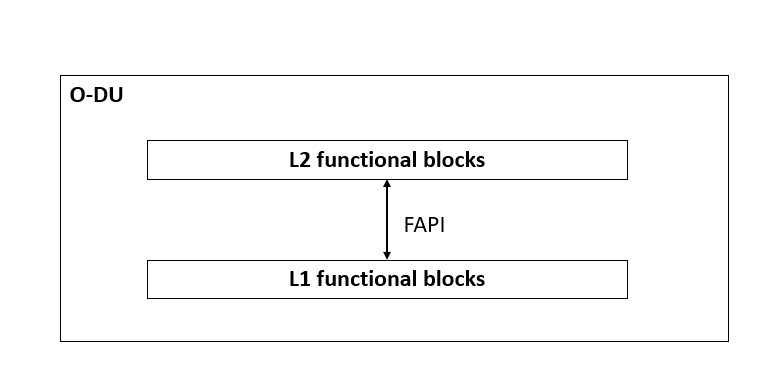 O-DU
L2 functional blocks
FAPI
L1 functional blocks